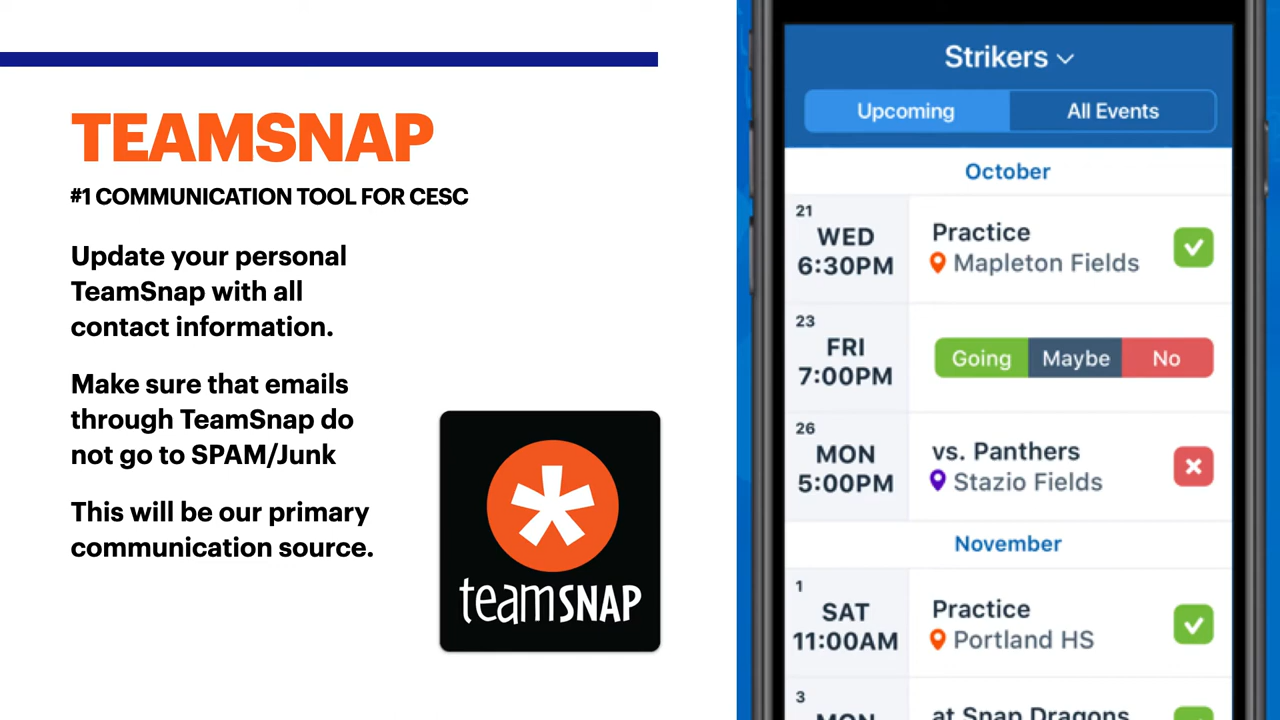 TEAMSNAP
#1 COMMUNICATION TOOL FOR CESC
Update your personal
TeamSnap with all
contact information.
Make sure that emails
through TeamSnap do
not go to SPAM/Junk
This will be our primary
communication source.
teamSNAP
Strikers
Upcoming
All Events
October
21
WED
6:30PM
Practice
Mapleton Fields
23
FRI
7:00PM
Going
Maybe
No
26
MON
5:00PM
vs. Panthers
Stazio Fields
November
1
SAT
11:00AM
Practice
Portland HS
3
MON
at Snap Dragons